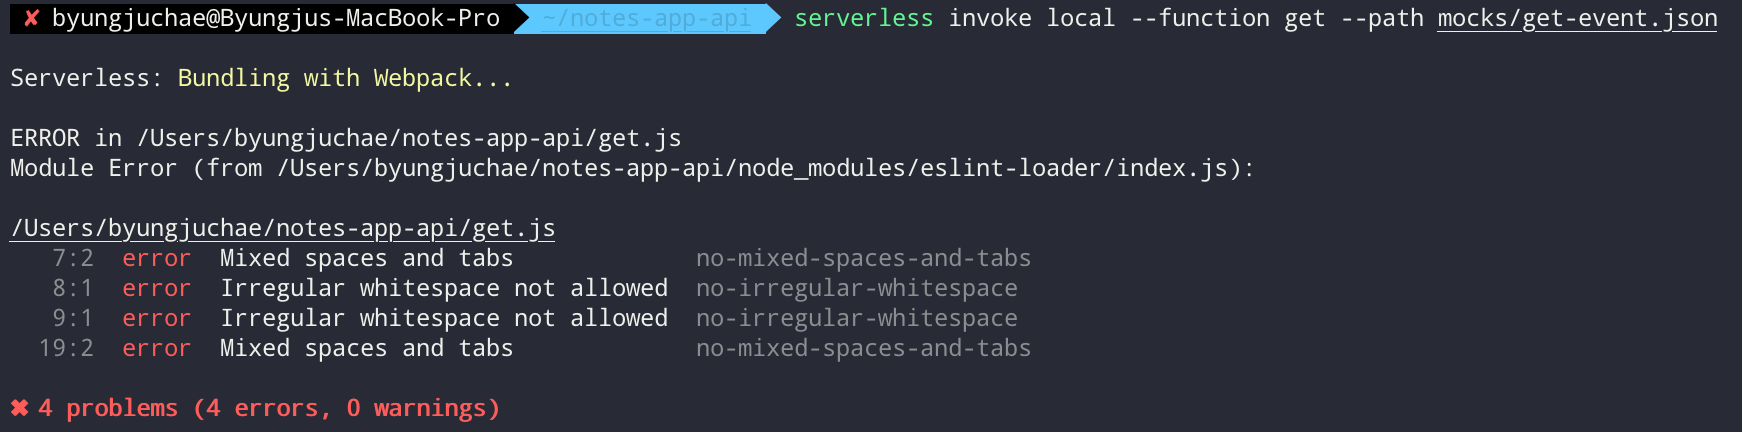 ✘ byungjuchae@Byungjus-MacBook-Pro ~/notes-app-api serverless invoke local --function get --path mocks/get-event.json
Serverless: Bundling with Webpack...
ERROR in /Users/byungjuchae/notes-app-api/get.js
Module Error (from /Users/byungjuchae/notes-app-api/node_modules/eslint-loader/index.js):
/Users/byungjuchae/notes-app-api/get.js
7:2 error Mixed spaces and tabs no-mixed-spaces-and-tabs
8:1 error Irregular whitespace not allowed no-irregular-whitespace
9:1 error Irregular whitespace not allowed no-irregular-whitespace
19:2 error Mixed spaces and tabs no-mixed-spaces-and-tabs
✖ 4 problems (4 errors, 0 warnings)